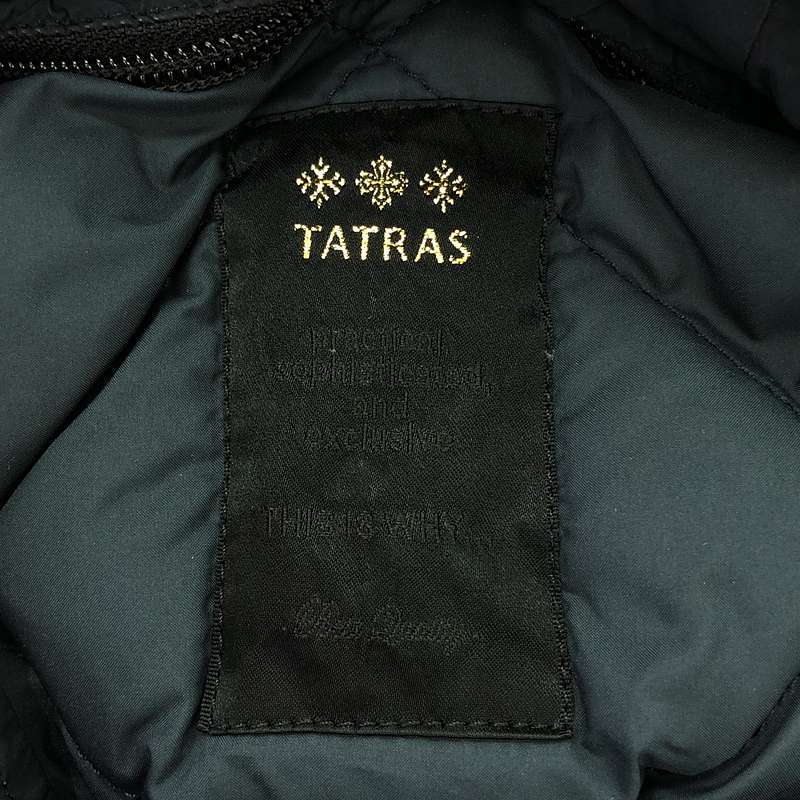 TATRAS
practical,
sophisticated,
and
exclusive
THIS IS WHY...